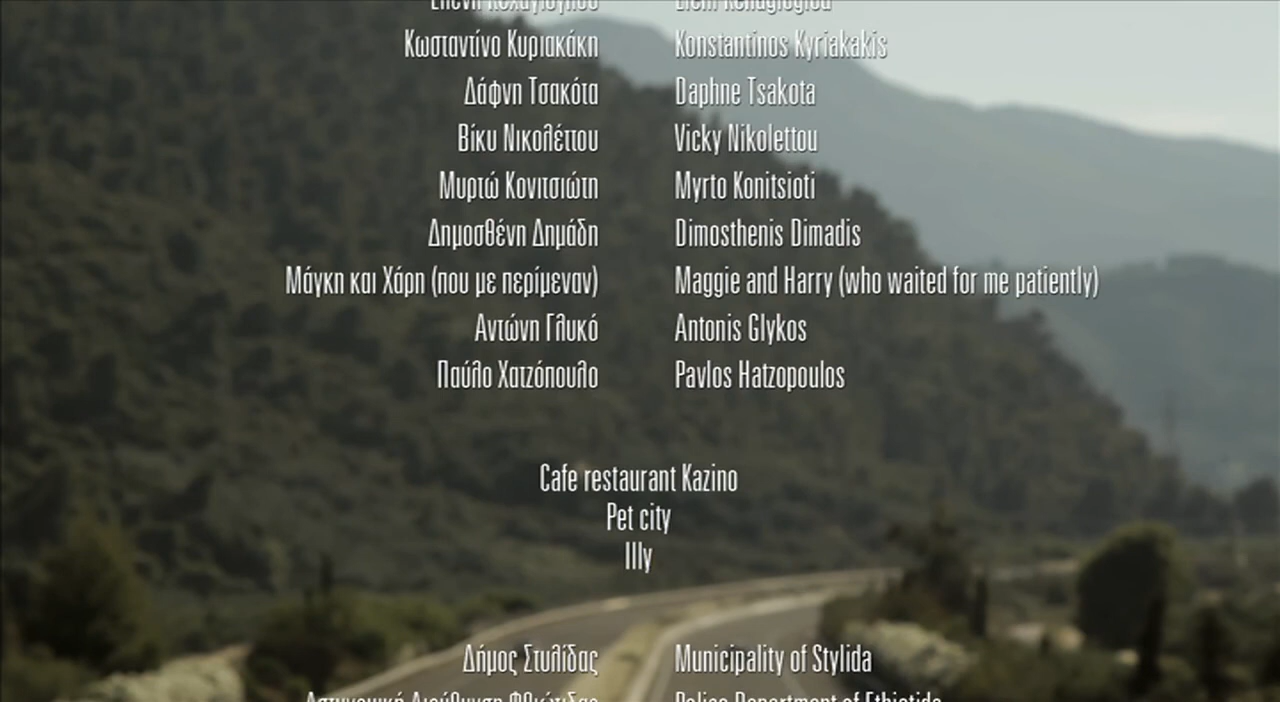 Κωσταντίνο Κυριακάκη Konstantinos Kyriakakis
Δάφνη Τσακότα Daphne Tsakota
Βίκυ Νικολέττου Vicky Nikolettou
Μυρτώ Κονιτσιώτη Myrto Konitsioti
Δημοσθένη Δημάδη Dimosthenis Dimadis
Μάγκη και Χάρη (που με περίμεναν) Maggie and Harry (who waited for me patiently)
Αντώνη Γλυκό Antonis Glykos
Παύλο Χατζόπουλο Pavlos Hatzopoulos
Cafe restaurant Kazino
Pet city
Illy
Δήμος Στυλίδας Municipality of Stylida